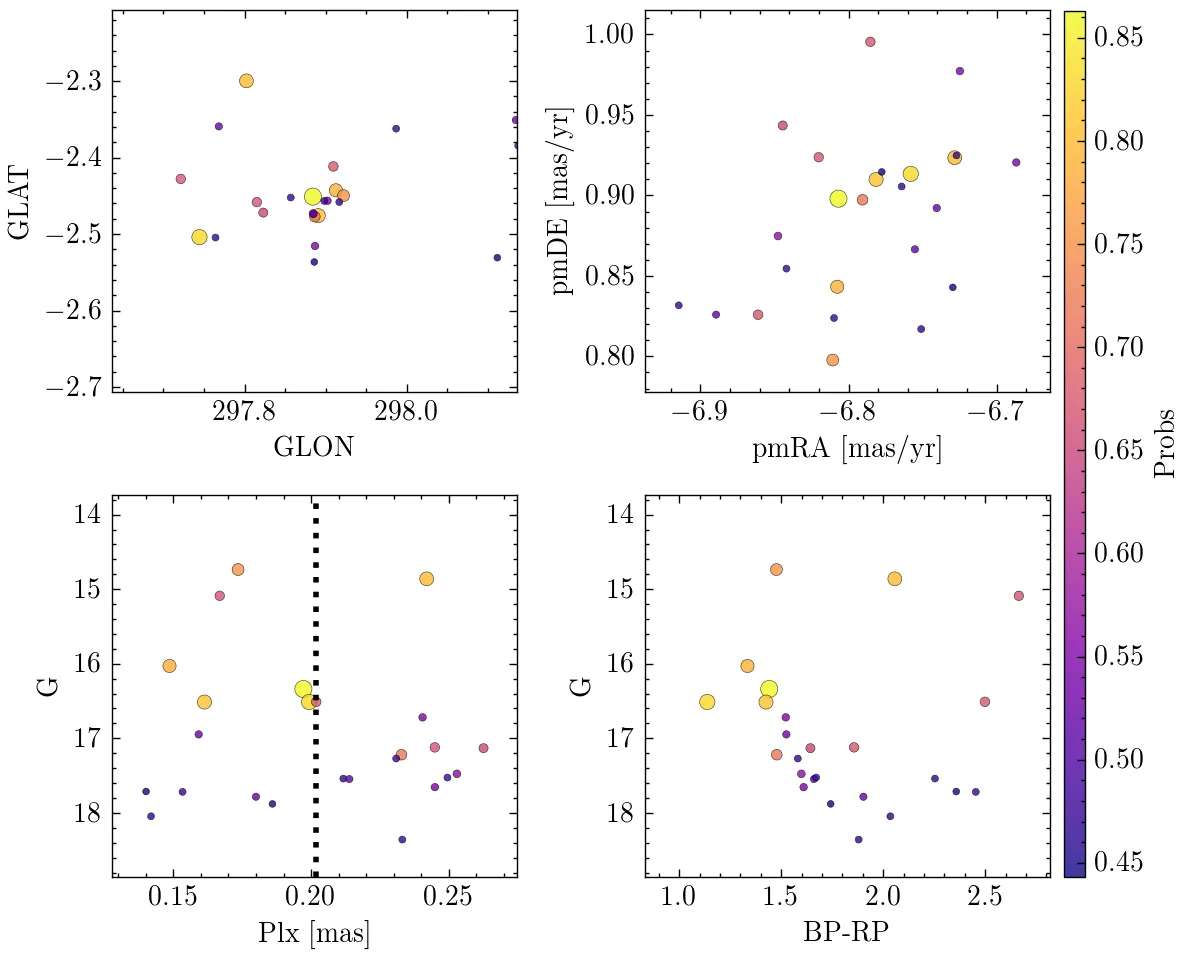 −2.3
−2.4
−2.5
−2.6
−2.7
GLAT
297.8 298.0
GLON
1.00
0.95
0.90
0.85
0.80
pmDE [mas/yr]
−6.9 −6.8 −6.7
pmRA [mas/yr]
14
15
16
17
18
G
0.15 0.20 0.25
Plx [mas]
14
15
16
17
18
G
1.0 1.5 2.0 2.5
BP-RP
0.85
0.80
0.75
0.70
0.65
0.60
0.55
0.50
0.45
Probs